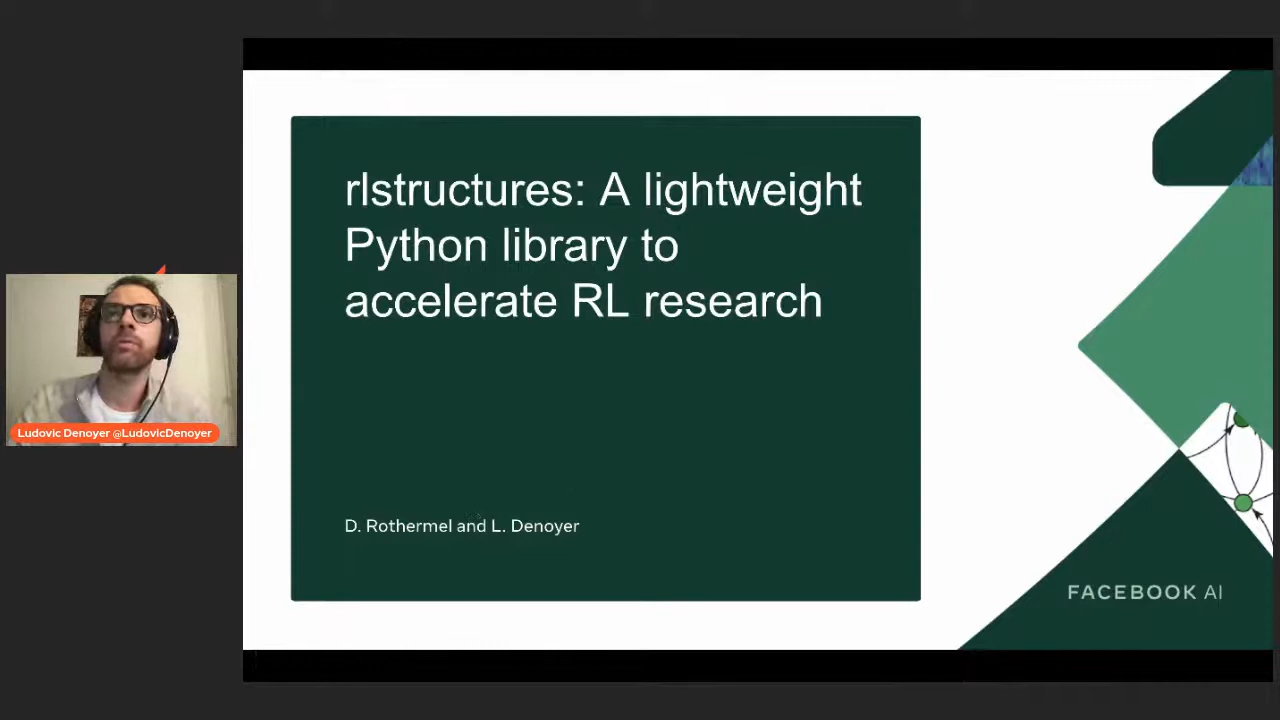 rlstructures: A lightweight
Python library to
accelerate RL research
D. Rothermel and L. Denoyer
FACEBOOK AI
Ludovic Denoyer @LudovicDenoyer